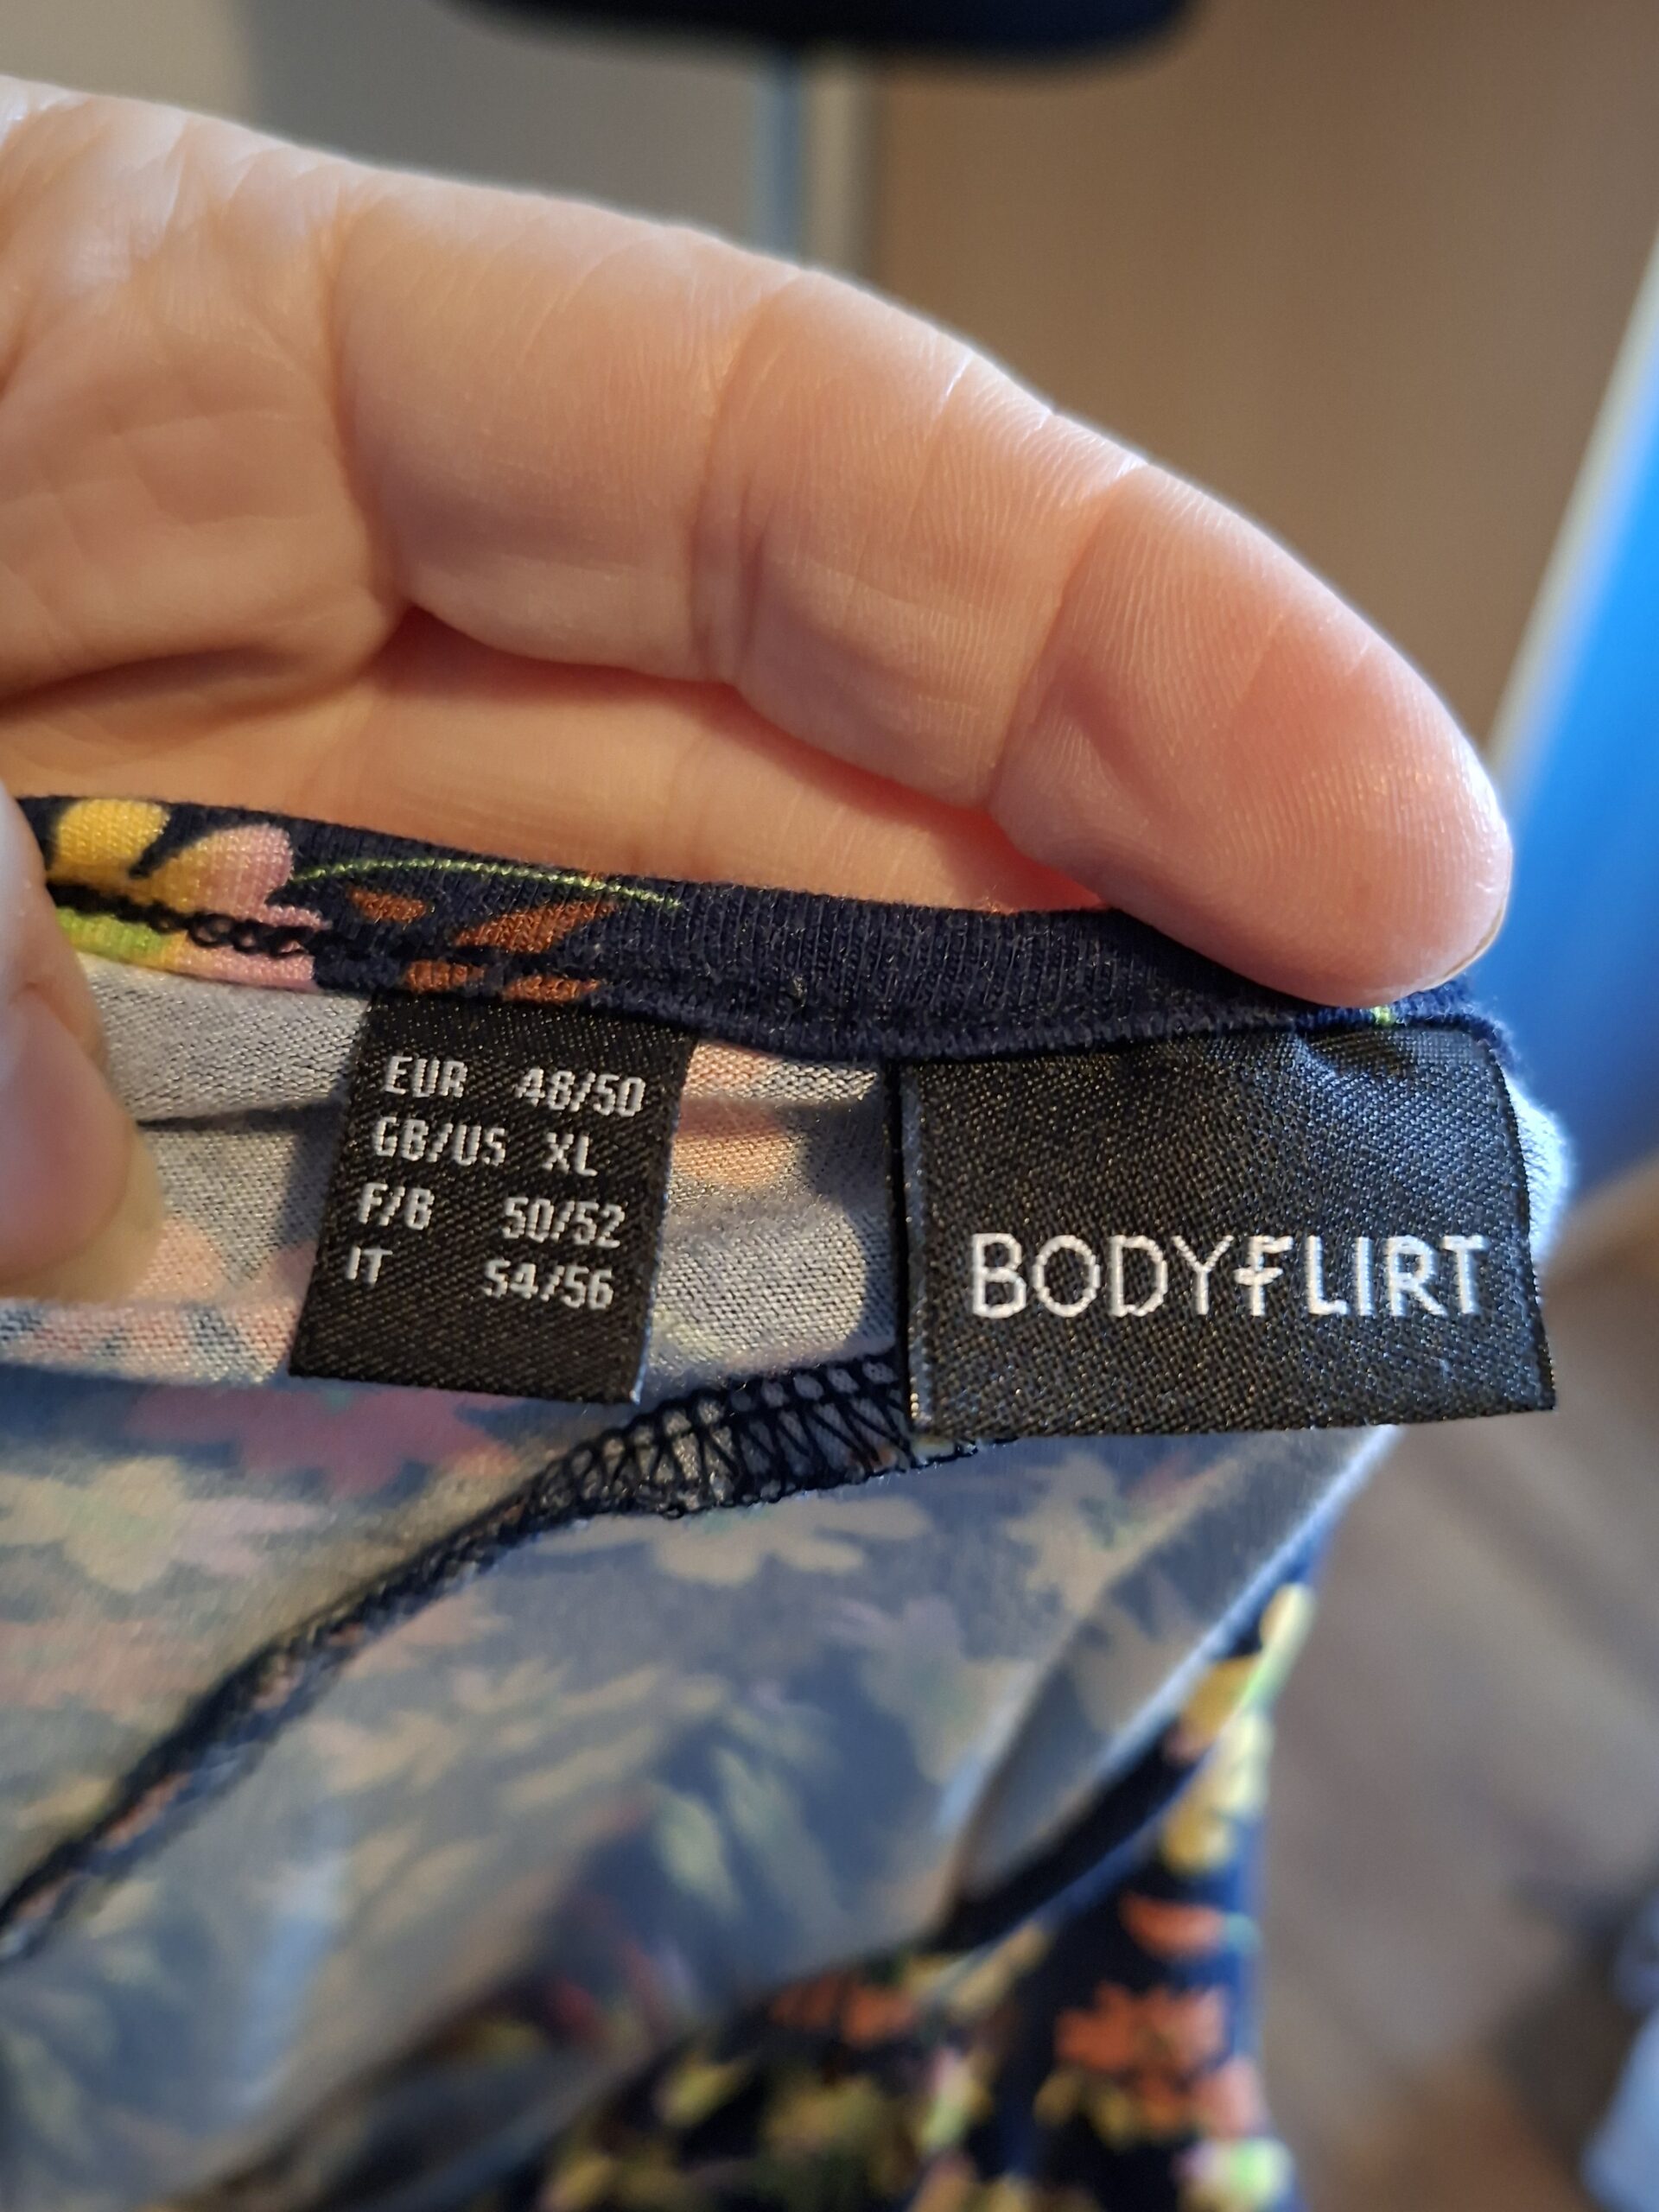 EUR 48/50
GB/US XL
F/B 50/52
IT 54/56
BODYFLIRT